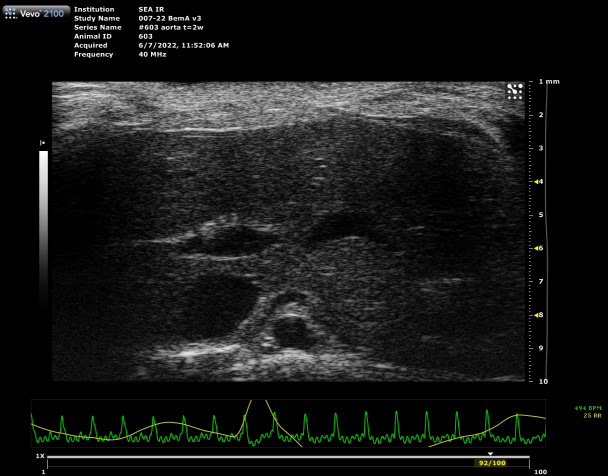 Vevo 2100
Institution SEA IR
Study Name 007-22 BemA v3
Series Name #603 aorta t=2w
Animal ID 603
Acquired 6/7/2022, 11:52:06 AM
Frequency 40 MHz
1 mm
2
3
4
5
6
7
8
9
10
494 BPM
25 RR
1X
92/100
1
100